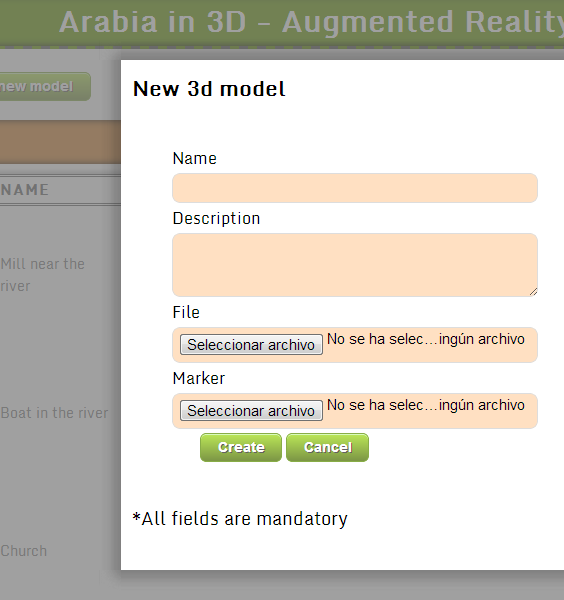 Arabia in 3D - Augmented Reality
new model
New 3d model
NAME
Name
Description
Mill near the
river
File
Seleccionar archivo No se ha selec...ingún archivo
Marker
Seleccionar archivo No se ha selec...ingún archivo
Boat in the river
Create Cancel
*All fields are mandatory
Church